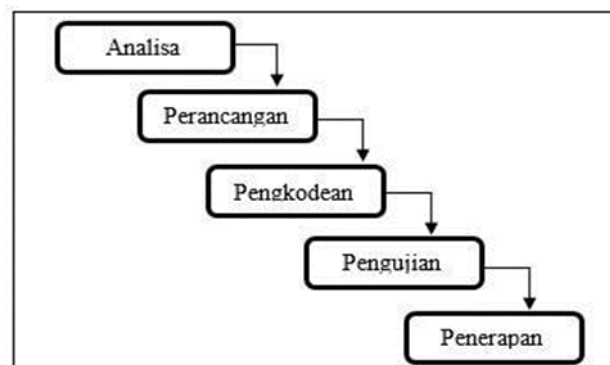 Analisa
Perancangan
Pengkodean
Pengujian
Penerapan